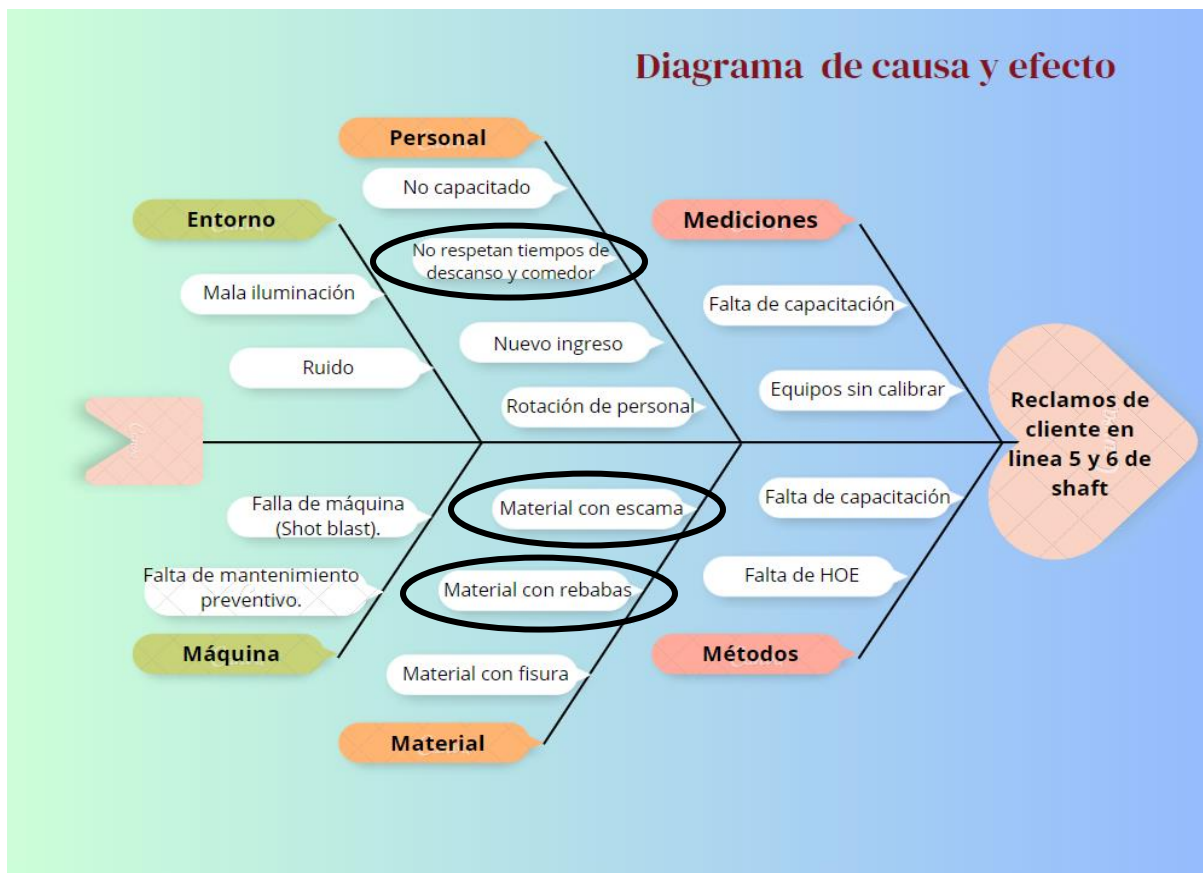 Diagrama de causa y efecto
Personal
No capacitado
No respetan tiempos de
descanso y comedor
Nuevo ingreso
Rotación de personal
Entorno
Mala iluminación
Ruido
Mediciones
Falta de capacitación
Equipos sin calibrar
Reclamos de
cliente en
linea 5 y 6 de
shaft
Falla de máquina
(Shot blast).
Falta de mantenimiento
preventivo.
Máquina
Material con escama
Material con rebabas
Material con fisura
Material
Falta de capacitación
Falta de HOE
Métodos